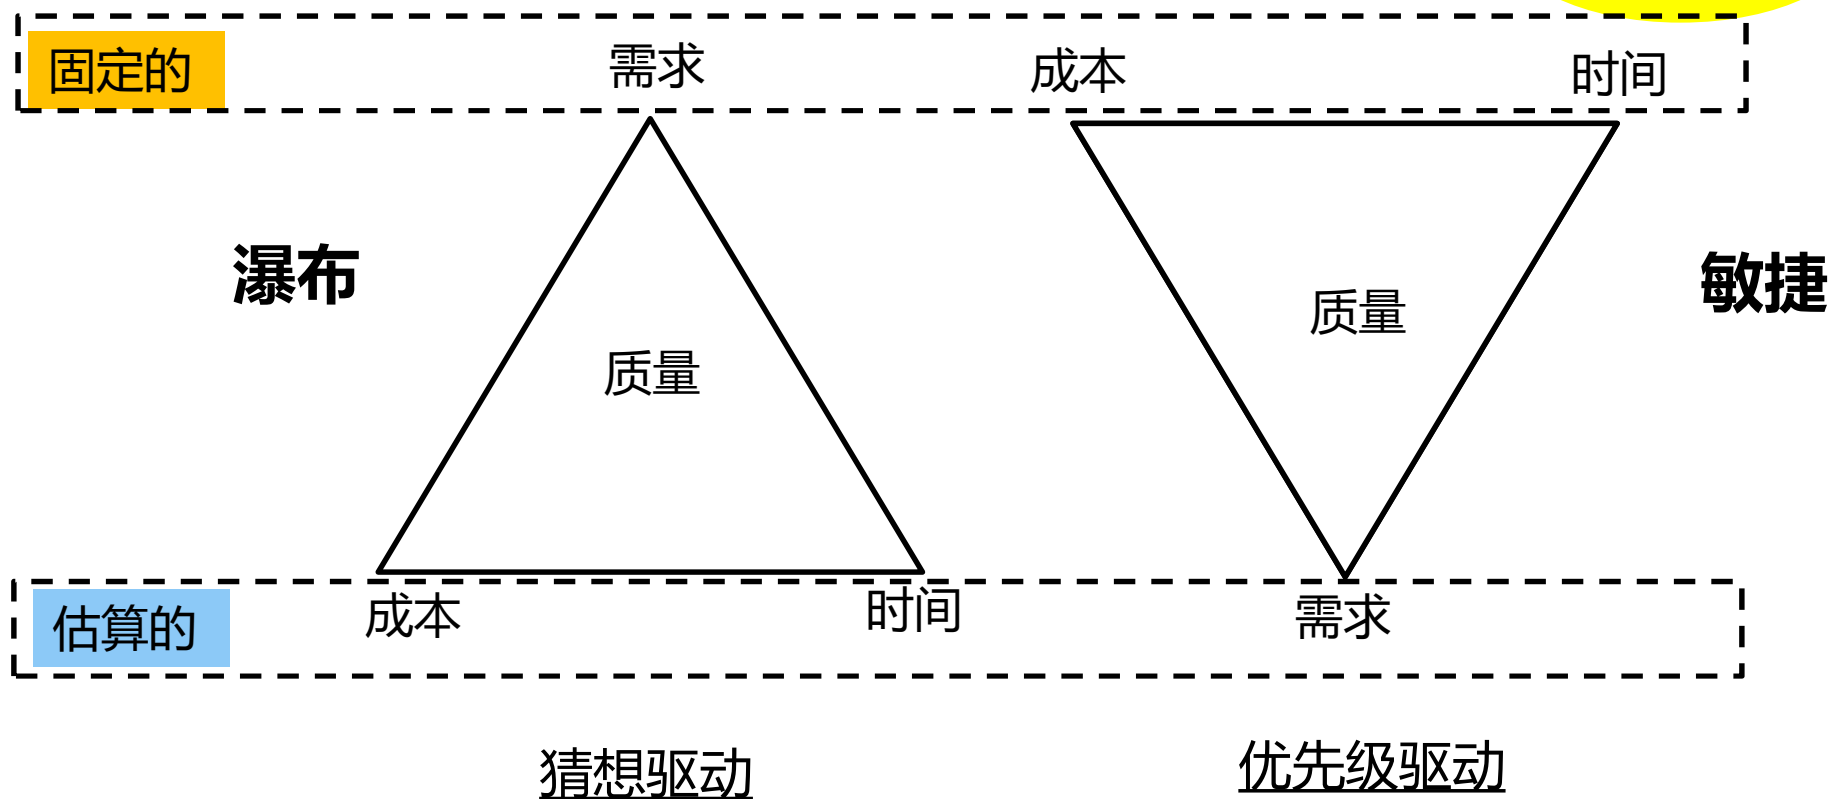 固定的 需求 成本 时间
瀑布
敏捷
质量
质量
估算的 成本 时间 需求
猜想驱动 优先级驱动